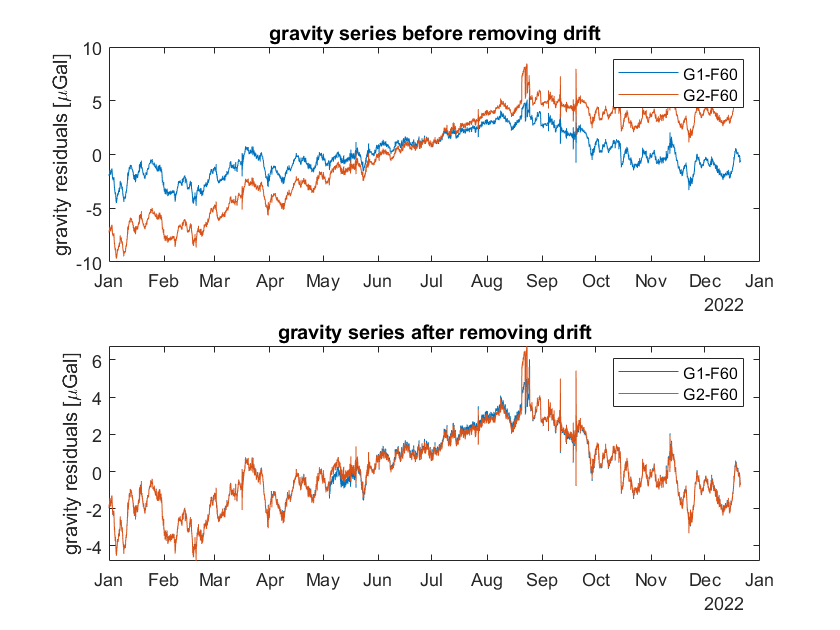 gravity series before removing drift
gravity residuals [μGal]
10
5
0
-5
-10
G1-F60
G2-F60
Jan Feb Mar Apr May Jun Jul Aug Sep Oct Nov Dec Jan
2022
gravity series after removing drift
gravity residuals [μGal]
6
4
2
0
-2
-4
G1-F60
G2-F60
Jan Feb Mar Apr May Jun Jul Aug Sep Oct Nov Dec Jan
2022